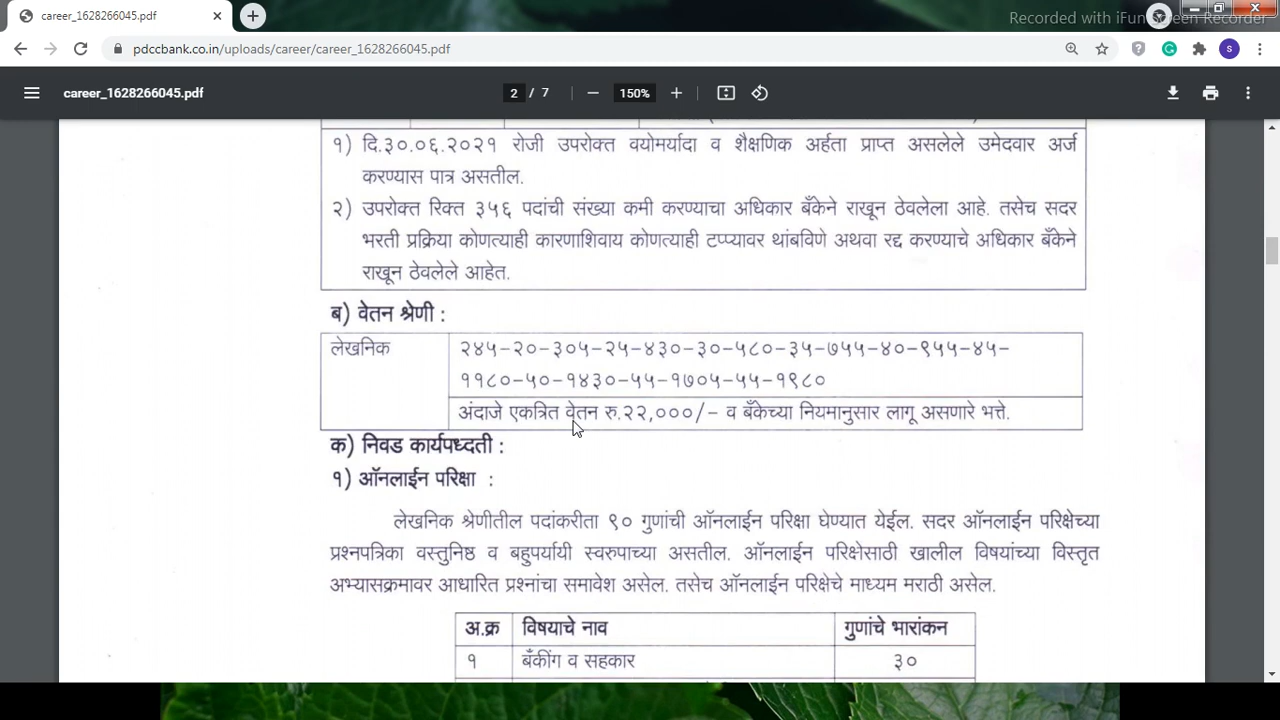 career_1628266045.pdf
Recorded with iFun Screen Recorder
pdccbank.co.in/uploads/career/career_1628266045.pdf
career_1628266045.pdf
2 / 7
150%
१) दि.३०.०६.२०२१ रोजी उपरोक्त वयोमर्यादा व शैक्षणिक अर्हता प्राप्त असलेले उमेदवार अर्ज
करण्यास पात्र असतील.
२) उपरोक्त रिक्त ३५६ पदांची संख्या कमी करण्याचा अधिकार बँकेने राखून ठेवलेला आहे. तसेच सदर
भरती प्रक्रिया कोणत्याही कारणाशिवाय कोणत्याही टप्प्यावर थांबविणे अथवा रद्द करण्याचे अधिकार बँकेने
राखून ठेवलेले आहेत.
ब) वेतन श्रेणी :
लेखनिक २४५-२०-३०५-२५-४३०-३०-५८०-३५-७५५-४०-९५५-४५-
११८०-५०-१४३०-५५-१७०५-५५-१९८०
अंदाजे एकत्रित वेतन रु.२२,०००/- व बँकेच्या नियमानुसार लागू असणारे भत्ते.
क) निवड कार्यपध्दती :
१) ऑनलाईन परिक्षा :
लेखनिक श्रेणीतील पदांकरीता ९० गुणांची ऑनलाईन परिक्षा घेण्यात येईल. सदर ऑनलाईन परिक्षेच्या
प्रश्नपत्रिका वस्तुनिष्ठ व बहुपर्यायी स्वरुपाच्या असतील. ऑनलाईन परिक्षेसाठी खालील विषयांच्या विस्तृत
अभ्यासक्रमावर आधारित प्रश्नांचा समावेश असेल. तसेच ऑनलाईन परिक्षेचे माध्यम मराठी असेल.
अ.क्र विषयाचे नाव गुणांचे भारांकन
१ बँकींग व सहकार ३०